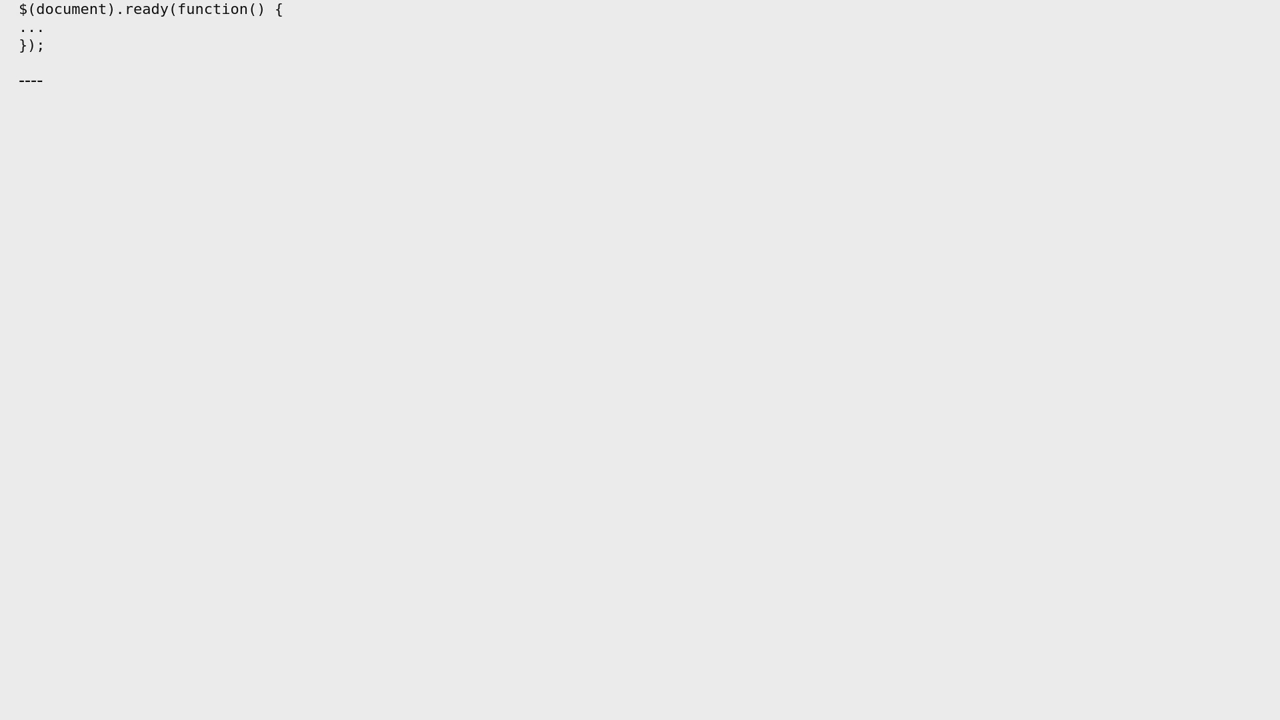 $(document).ready(function() {
...
});
----